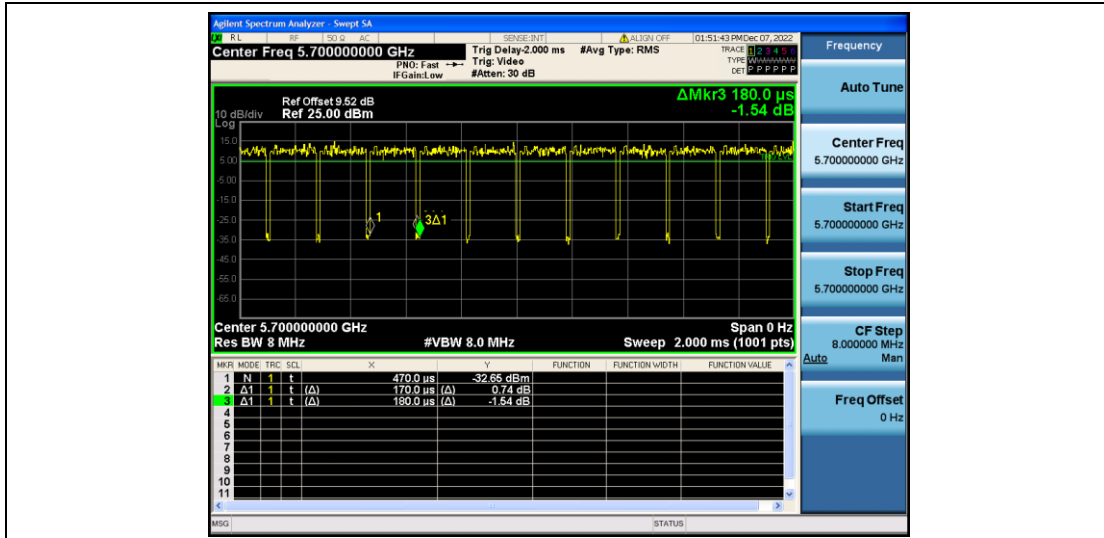 Agilent Spectrum Analyzer - Swept SA
RL RF 50 Ω AC SENSE:INT ALIGN OFF 01:51:43 PM Dec 07, 2022
Center Freq 5.700000000 GHz Trig Delay-2.000 ms #Avg Type: RMS TRACE 1 2 3 4 5 6
PNO: Fast Trig: Video TYPE
IFGain:Low #Atten: 30 dB DET P P P P P P
Ref Offset 9.52 dB ΔMkr3 180.0 µs
10 dB/div Ref 25.00 dBm -1.54 dB
Log
15.0
5.00
TRIG LVL
-5.00
-15.0
-25.0
1
3Δ1
-35.0
-45.0
-55.0
-65.0
Center 5.700000000 GHz Span 0 Hz
Res BW 8 MHz #VBW 8.0 MHz Sweep 2.000 ms (1001 pts)
MKR MODE TRC SCL X Y FUNCTION FUNCTION WIDTH FUNCTION VALUE
1 N 1 t 470.0 µs -32.65 dBm
2 Δ1 1 t (Δ) 170.0 µs (Δ) 0.74 dB
3 Δ1 1 t (Δ) 180.0 µs (Δ) -1.54 dB
4
5
6
7
8
9
10
11
MSG STATUS
Frequency
Auto Tune
Center Freq
5.700000000 GHz
Start Freq
5.700000000 GHz
Stop Freq
5.700000000 GHz
CF Step
8.000000 MHz
Auto Man
Freq Offset
0 Hz